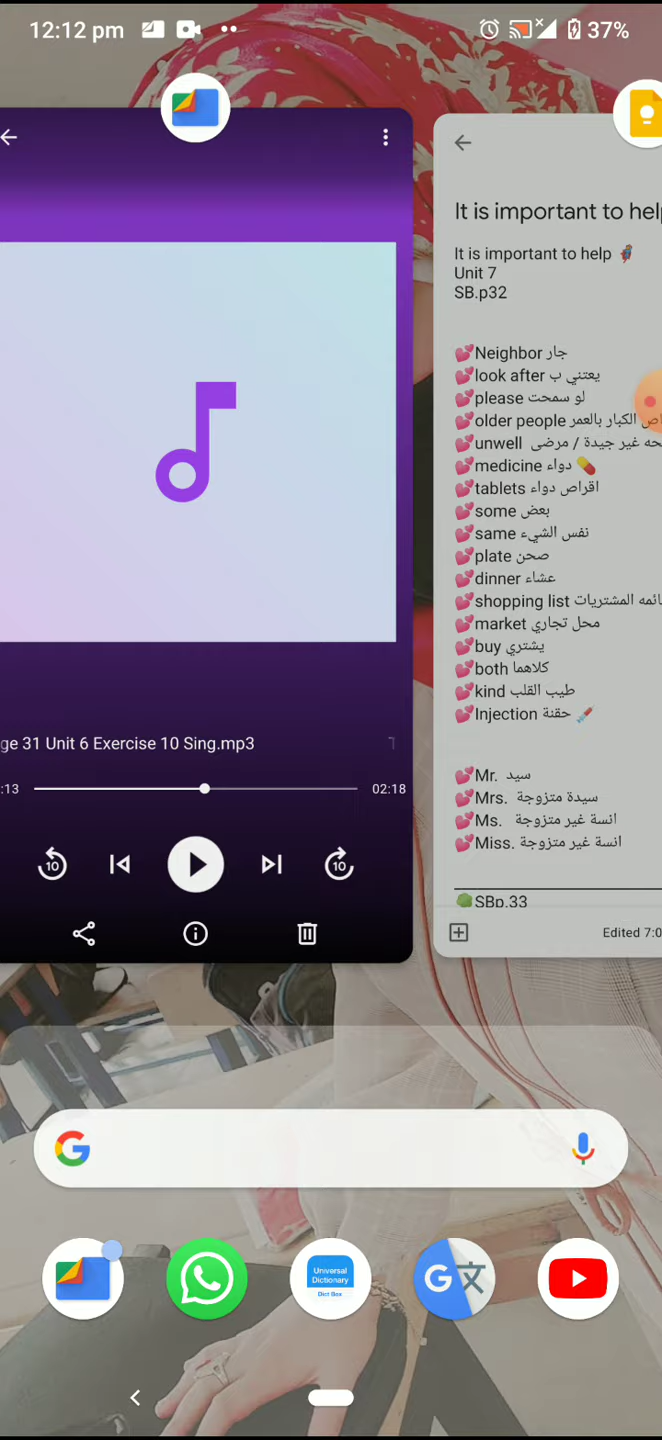 12:12 pm
37%
ge 31 Unit 6 Exercise 10 Sing.mp3
:13
02:18
10
10
It is important to hel
It is important to help
Unit 7
SB.p32
Neighbor جار
look after يعتني ب
please لو سمحت
older people الكبار بالعمر
unwell حه غير جيدة / مرضى
medicine دواء
tablets اقراص دواء
some بعض
same نفس الشيء
plate صحن
dinner عشاء
shopping list ائمه المشتريات
market محل تجاري
buy يشتري
both كلاهما
kind طيب القلب
Injection حقنة
Mr. سيد
Mrs. سيدة متزوجة
Ms. انسة غير متزوجة
Miss. انسة غير متزوجة
SBp.33
Edited 7:0
Universal
Dictionary
Dict Box